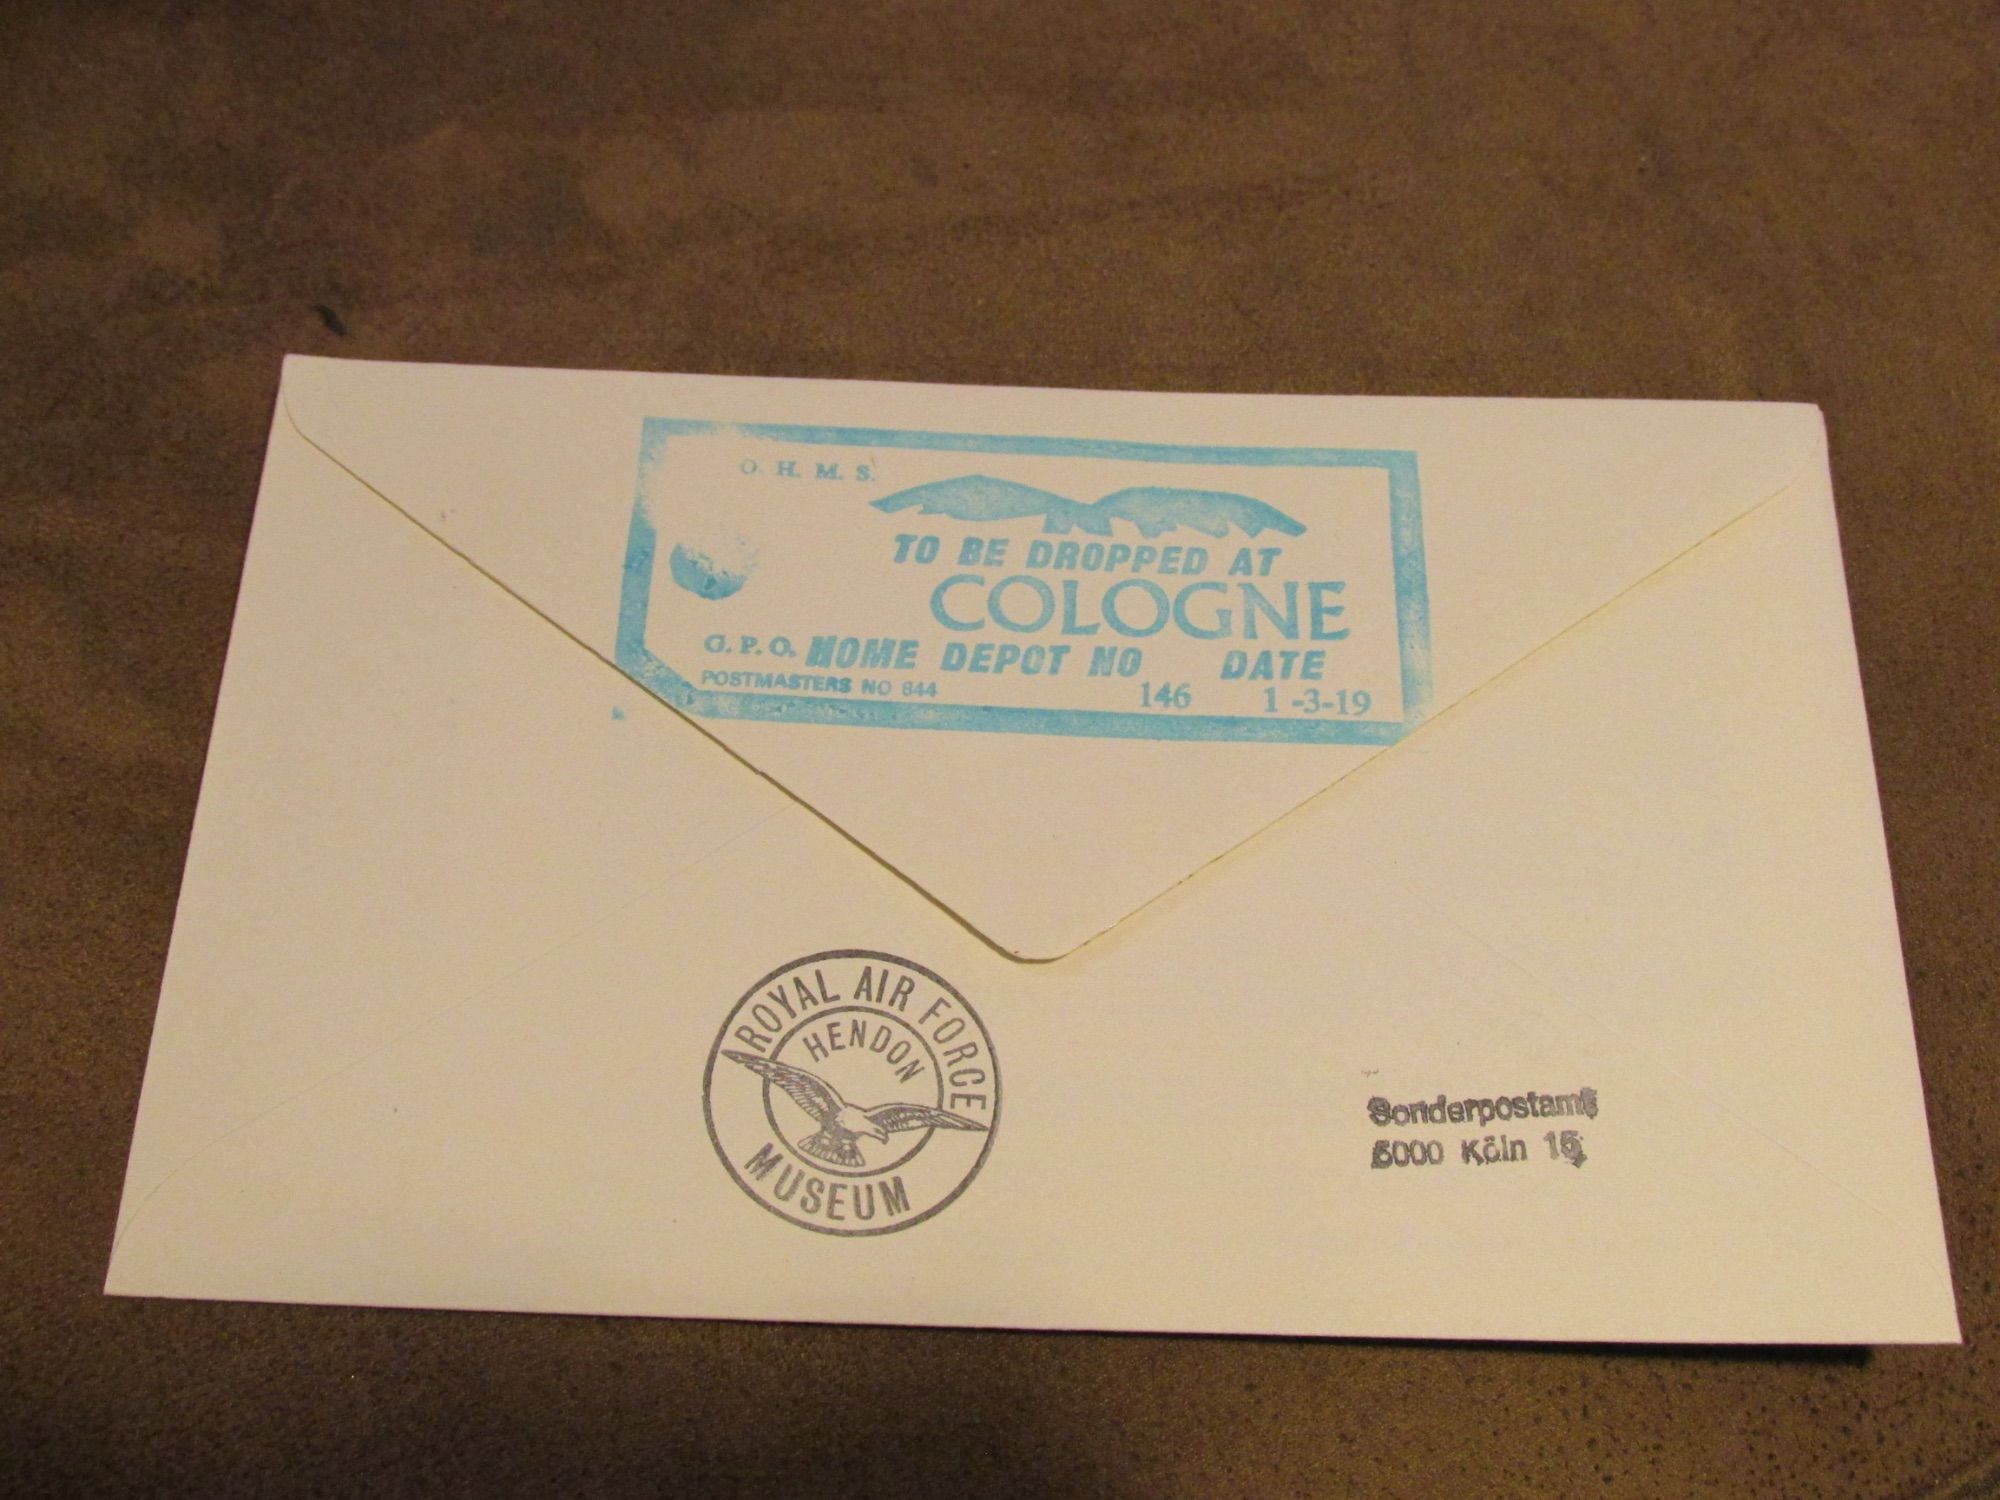 O. H. M. S.
TO BE DROPPED AT
COLOGNE
G.P.O. HOME DEPOT NO DATE
POSTMASTERS NO 844 146 1-3-19
ROYAL AIR FORCE
HENDON
MUSEUM
Sonderpostamt
5000 Köln 15